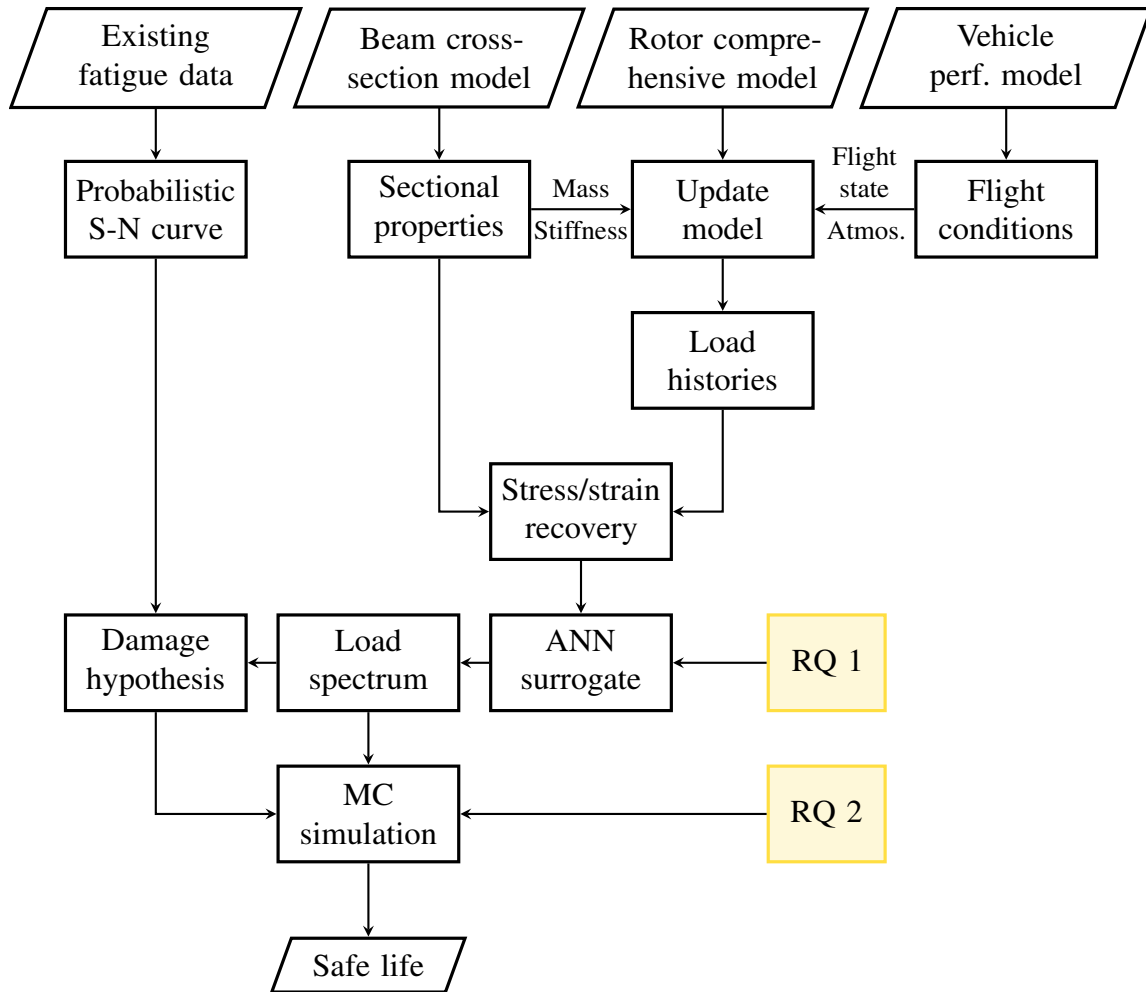 Existing
fatigue data
Beam cross-
section model
Rotor compre-
hensive model
Vehicle
perf. model
Probabilistic
S-N curve
Sectional
properties
Mass
Stiffness
Update
model
Flight
state
Atmos.
Flight
conditions
Load
histories
Stress/strain
recovery
Damage
hypothesis
Load
spectrum
ANN
surrogate
RQ 1
MC
simulation
RQ 2
Safe life